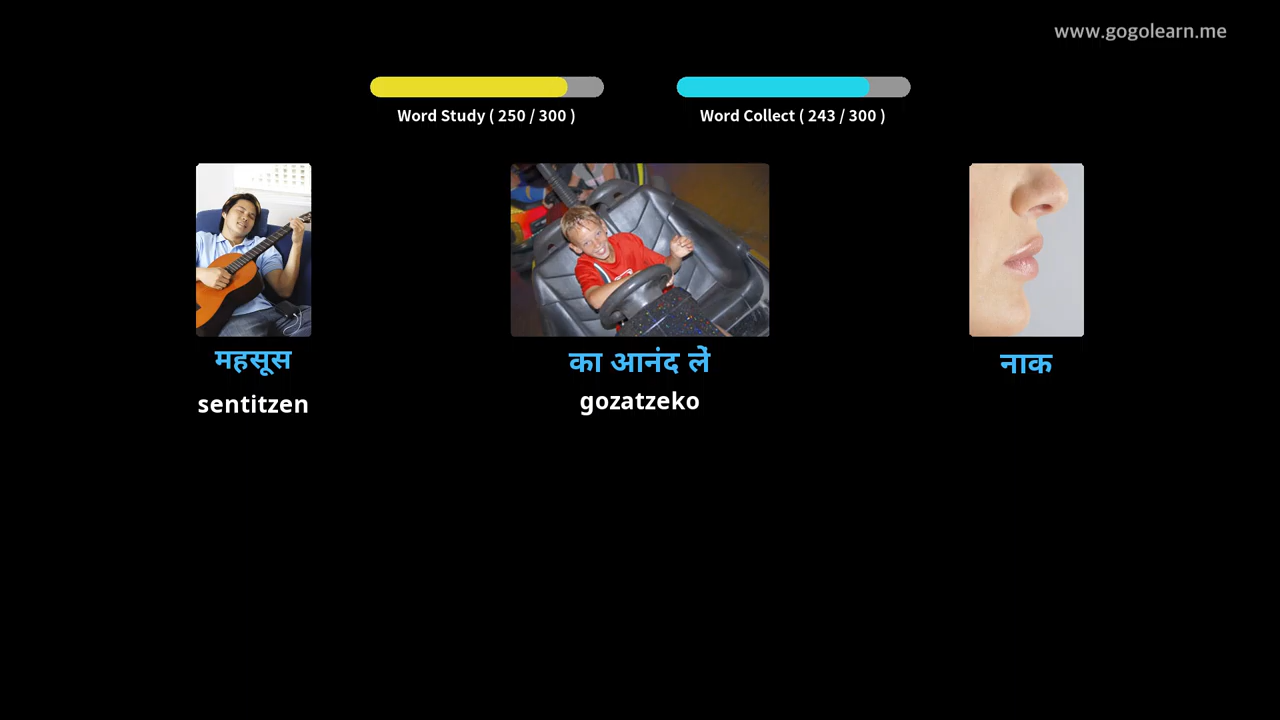 www.gogolearn.me
Word Study ( 250 / 300 )
Word Collect ( 243 / 300 )
महसूस
का आनंद लें
नाक
sentitzen
gozatzeko